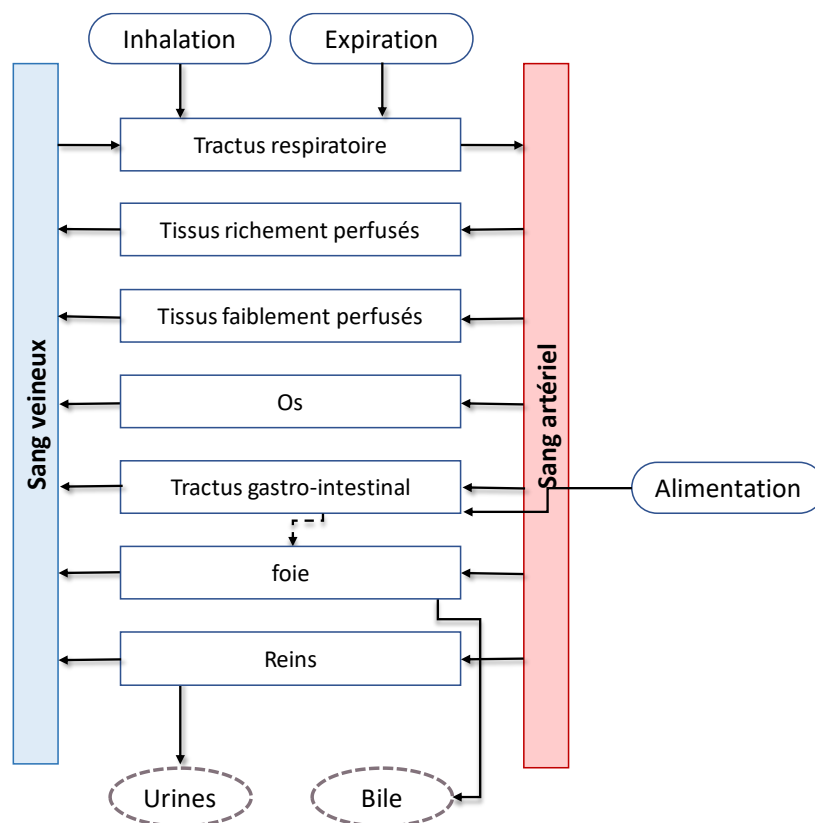 Inhalation
Expiration
Tractus respiratoire
Tissus richement perfusés
Tissus faiblement perfusés
Sang veineux
Sang artériel
Os
Tractus gastro-intestinal
Alimentation
foie
Reins
Urines
Bile